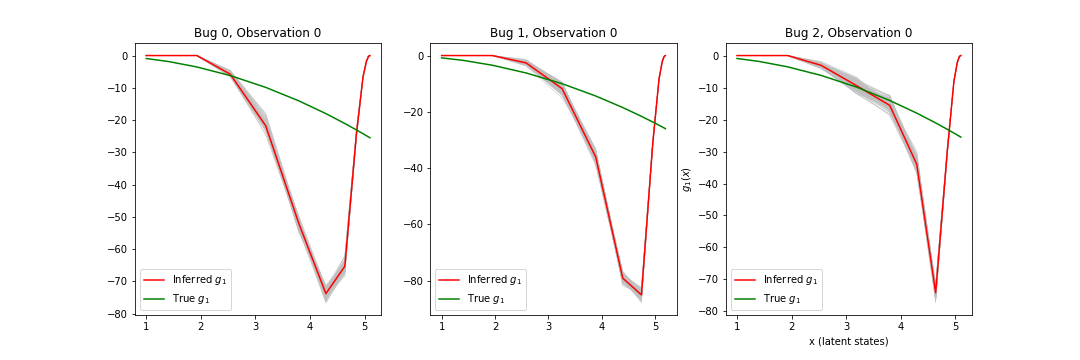 Bug 0, Observation 0
0
−10
−20
−30
−40
−50
−60
−70
−80
1 2 3 4 5
Inferred g₁
True g₁
Bug 1, Observation 0
0
−20
−40
−60
−80
1 2 3 4 5
Inferred g₁
True g₁
Bug 2, Observation 0
g₁(x)
0
−10
−20
−30
−40
−50
−60
−70
−80
1 2 3 4 5
x (latent states)
Inferred g₁
True g₁